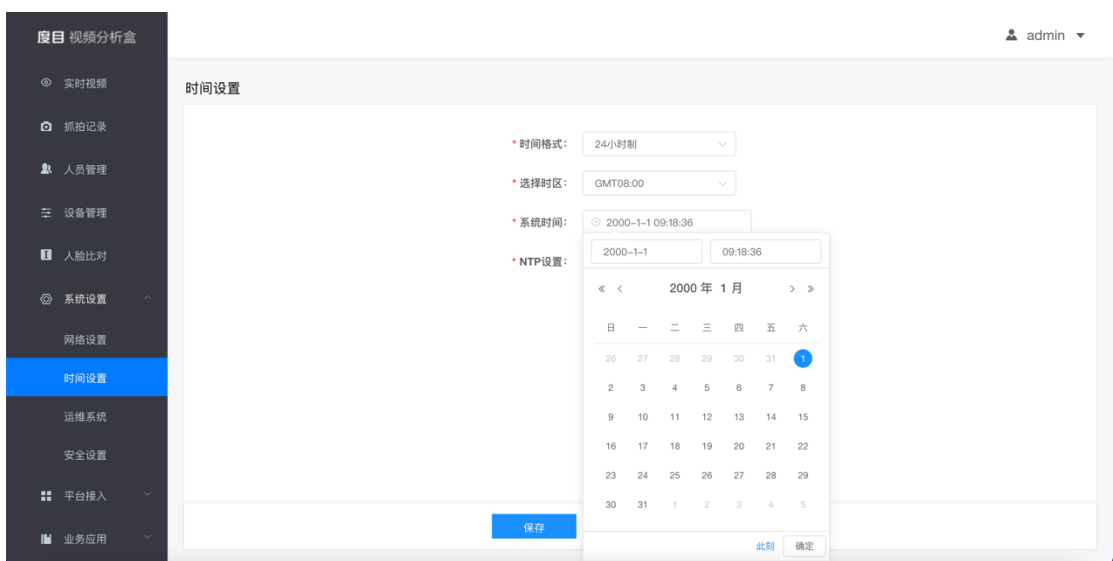 度目 视频分析盒
admin
实时视频
抓拍记录
人员管理
设备管理
人脸比对
系统设置
网络设置
时间设置
运维系统
安全设置
平台接入
业务应用
时间设置
* 时间格式: 24小时制
* 选择时区: GMT08:00
* 系统时间: 2000-1-1 09:18:36
* NTP设置:
2000-1-1 09:18:36
« < 2000 年 1 月 > »
日 一 二 三 四 五 六
26 27 28 29 30 31 1
2 3 4 5 6 7 8
9 10 11 12 13 14 15
16 17 18 19 20 21 22
23 24 25 26 27 28 29
30 31 1 2 3 4 5
此刻 确定
保存